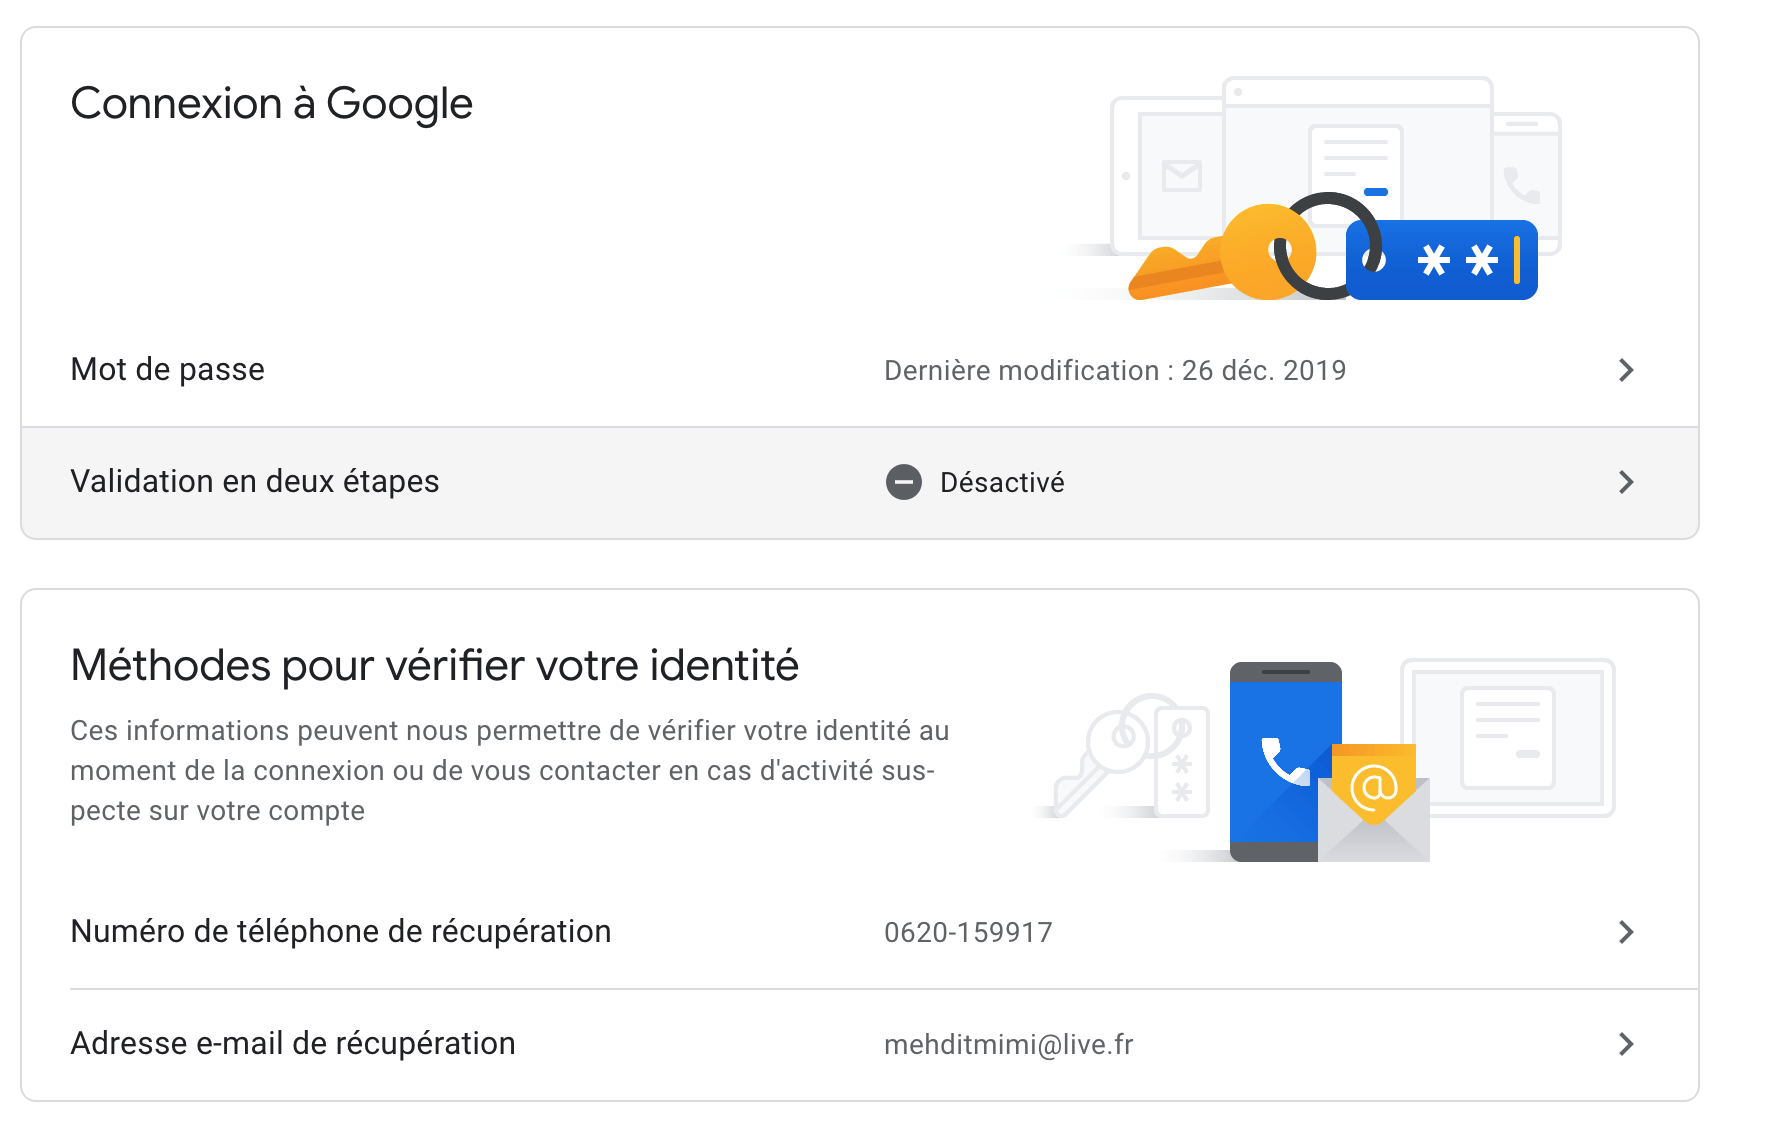 Connexion à Google
Mot de passe
Dernière modification : 26 déc. 2019
Validation en deux étapes
Désactivé
Méthodes pour vérifier votre identité
Ces informations peuvent nous permettre de vérifier votre identité au
moment de la connexion ou de vous contacter en cas d'activité sus-
pecte sur votre compte
Numéro de téléphone de récupération
0620-159917
Adresse e-mail de récupération
mehditmimi@live.fr